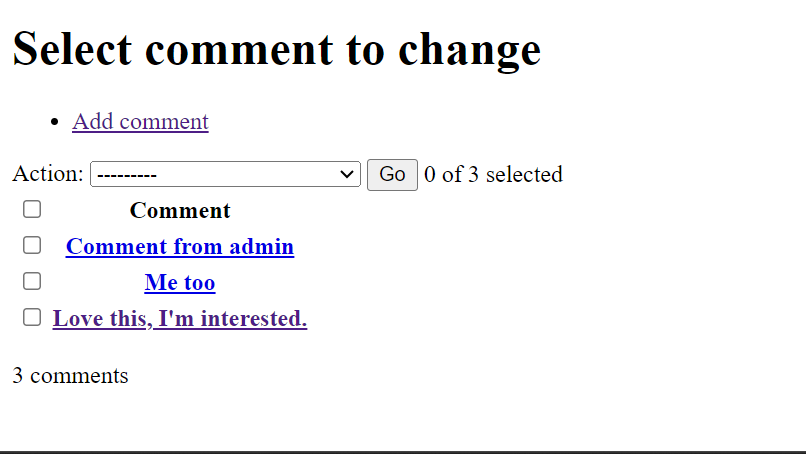 Select comment to change
Add comment
Action: --------- Go 0 of 3 selected
Comment
Comment from admin
Me too
Love this, I'm interested.
3 comments